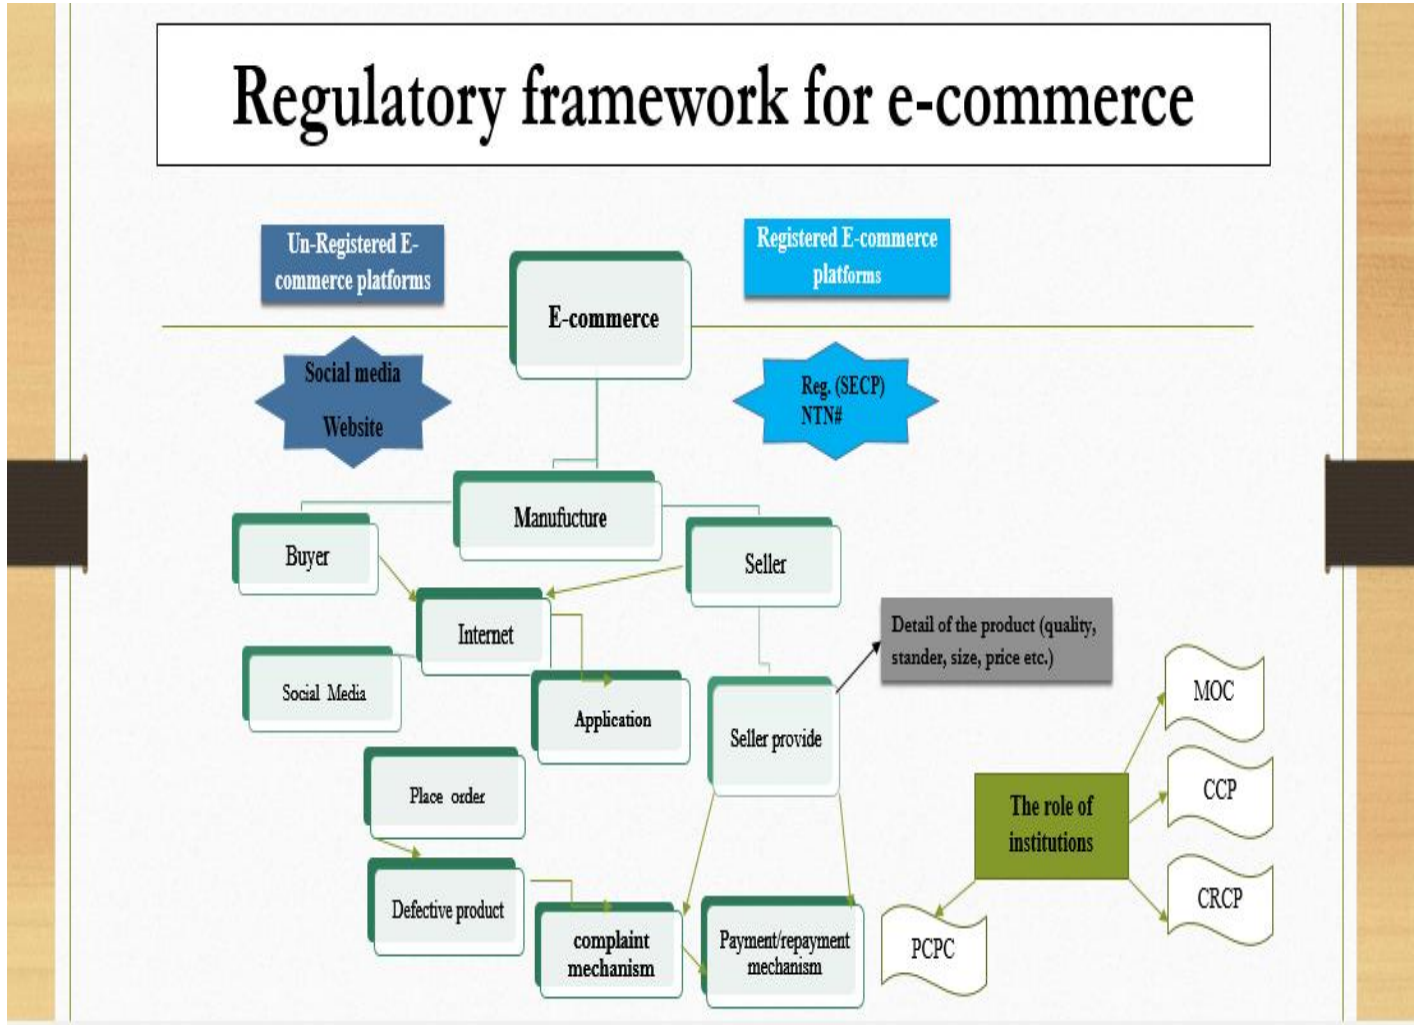 Regulatory framework for e-commerce
Un-Registered E-
commerce platforms
Registered E-commerce
platforms
E-commerce
Social media
Website
Reg. (SECP)
NTN#
Manufucture
Buyer
Seller
Internet
Detail of the product (quality,
stander, size, price etc.)
Social Media
Application
Seller provide
MOC
Place order
CCP
The role of
institutions
Defective product
CRCP
complaint
mechanism
Payment/repayment
mechanism
PCPC